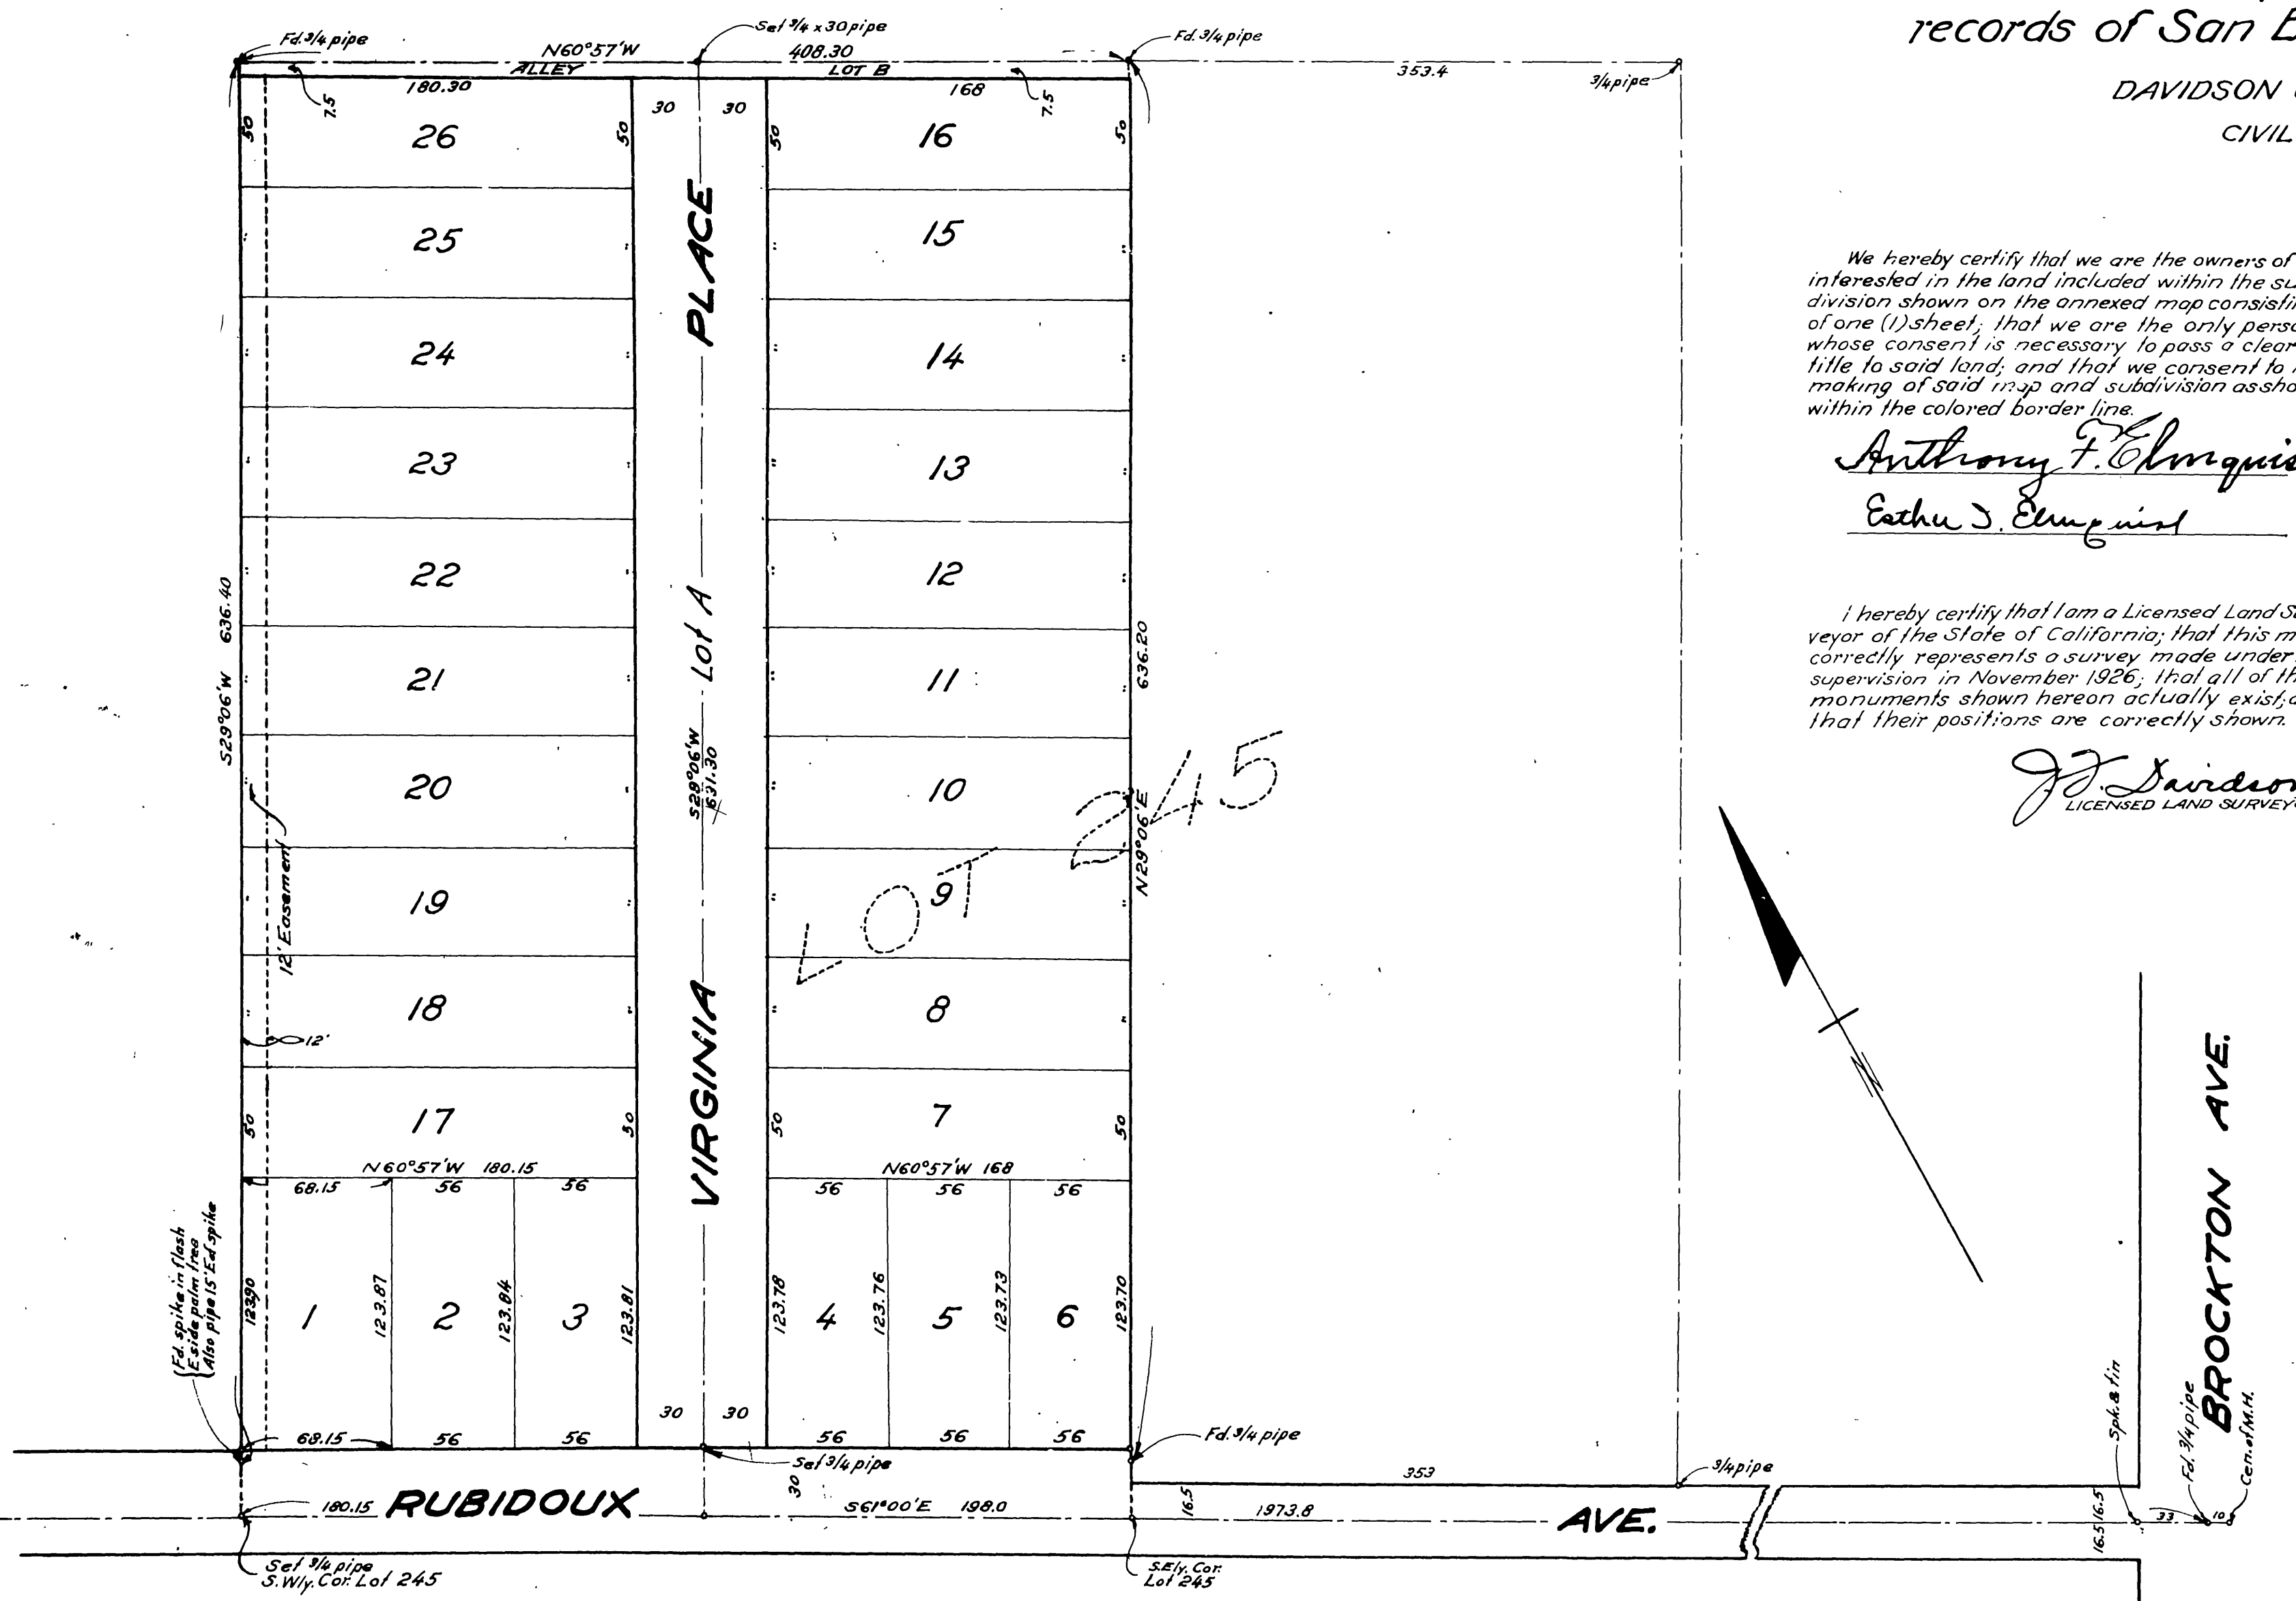 records of San B
DAVIDSON
CIVIL
Fd. 3/4 pipe
N60°57'W
Set 3/4 x 30 pipe
408.30
Fd. 3/4 pipe
353.4
3/4 pipe
ALLEY
LOT B
180.30
7.5
30
30
168
7.5
50
26
50
50
16
50
25
15
24
14
23
13
22
12
21
11
20
10
19
9
18
8
50
17
50
50
7
50
VIRGINIA PLACE
Lot A
S28°06'W
631.30
S29°06'W 636.40
N29°06'E
636.20
12' Easement
12'
LOT 245
N60°57'W 180.15
N60°57'W 168
68.15
56
56
56
56
56
123.90
1
123.87
2
123.84
3
123.81
123.78
4
123.76
5
123.73
6
123.70
30
30
68.15
56
56
56
56
56
Fd. spike in flash
E side palm tree
Also pipe 15' E of spike
Set 3/4 pipe
Fd. 3/4 pipe
30
180.15
RUBIDOUX
S61°00'E 198.0
16.5
353
3/4 pipe
1973.8
AVE.
16.5 16.5
33
10
Spk. & tin
Fd. 3/4 pipe
Cen. of M.H.
BROCKTON AVE.
Set 3/4 pipe
S.Wly. Cor. Lot 245
S.Ely. Cor.
Lot 245
N
We hereby certify that we are the owners of
interested in the land included within the su
division shown on the annexed map consistin
of one (1) sheet; that we are the only perso
whose consent is necessary to pass a clear
title to said land; and that we consent to
making of said map and subdivision as sho
within the colored border line.
Anthony F. Elmquis
Esther I. Elmquist
I hereby certify that I am a Licensed Land Su
veyor of the State of California; that this m
correctly represents a survey made under
supervision in November 1926; that all of th
monuments shown hereon actually exist; a
that their positions are correctly shown.
J.F. Davidson
LICENSED LAND SURVEY